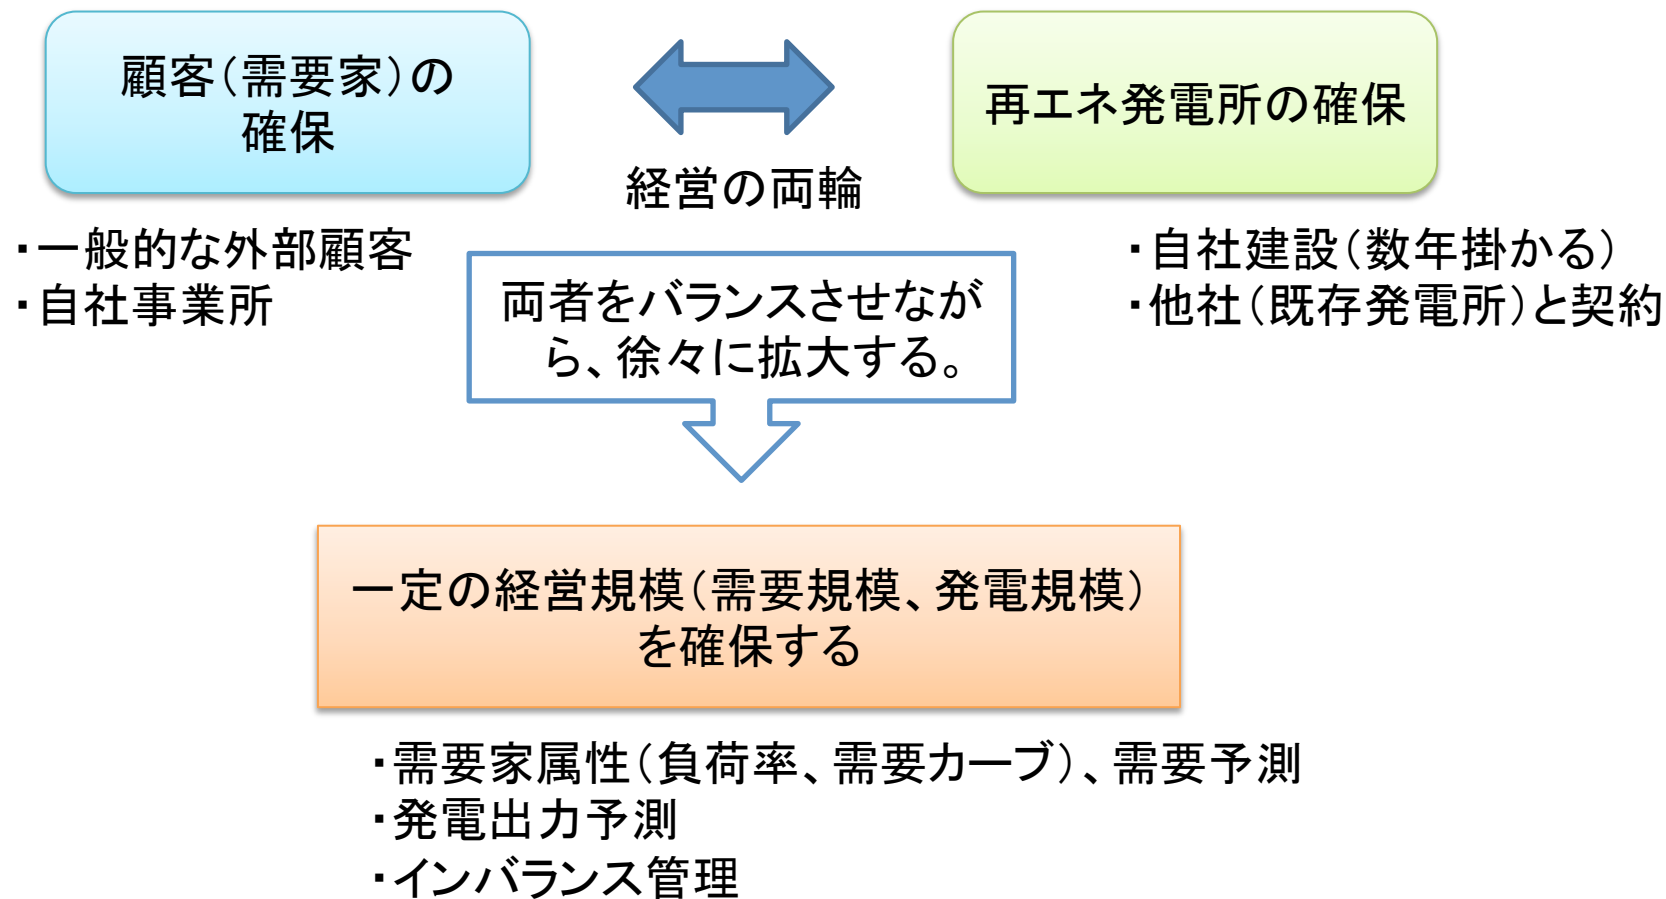 顧客（需要家）の
確保
再エネ発電所の確保
経営の両輪
・一般的な外部顧客
・自社事業所
・自社建設（数年掛かる）
・他社（既存発電所）と契約
両者をバランスさせなが
ら、徐々に拡大する。
一定の経営規模（需要規模、発電規模）
を確保する
・需要家属性（負荷率、需要カーブ）、需要予測
・発電出力予測
・インバランス管理